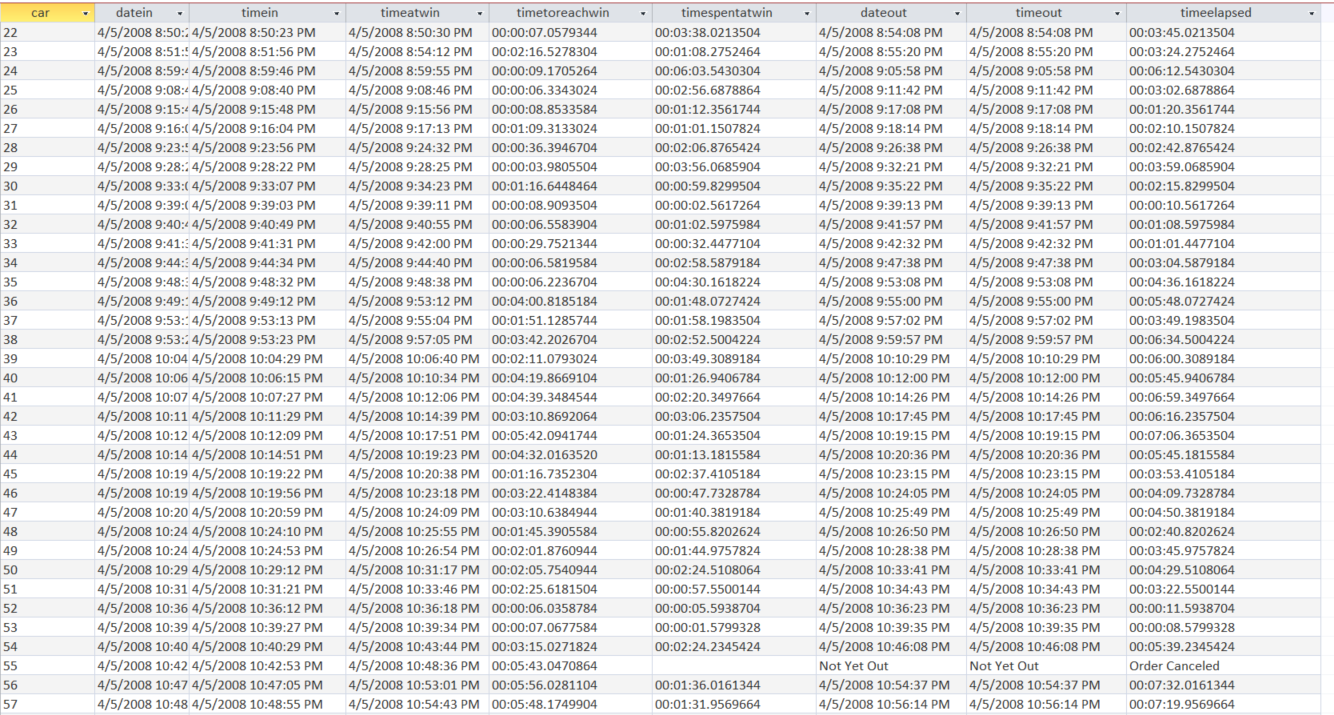 car datein timein timeatwin timetoreachwin timespentatwin dateout timeout timeelapsed
22 4/5/2008 8:50:2 4/5/2008 8:50:23 PM 4/5/2008 8:50:30 PM 00:00:07.0579344 00:03:38.0213504 4/5/2008 8:54:08 PM 4/5/2008 8:54:08 PM 00:03:45.0213504
23 4/5/2008 8:51:5 4/5/2008 8:51:56 PM 4/5/2008 8:54:12 PM 00:02:16.5278304 00:01:08.2752464 4/5/2008 8:55:20 PM 4/5/2008 8:55:20 PM 00:03:24.2752464
24 4/5/2008 8:59:4 4/5/2008 8:59:46 PM 4/5/2008 8:59:55 PM 00:00:09.1705264 00:06:03.5430304 4/5/2008 9:05:58 PM 4/5/2008 9:05:58 PM 00:06:12.5430304
25 4/5/2008 9:08:4 4/5/2008 9:08:40 PM 4/5/2008 9:08:46 PM 00:00:06.3343024 00:02:56.6878864 4/5/2008 9:11:42 PM 4/5/2008 9:11:42 PM 00:03:02.6878864
26 4/5/2008 9:15:4 4/5/2008 9:15:48 PM 4/5/2008 9:15:56 PM 00:00:08.8533584 00:01:12.3561744 4/5/2008 9:17:08 PM 4/5/2008 9:17:08 PM 00:01:20.3561744
27 4/5/2008 9:16:0 4/5/2008 9:16:04 PM 4/5/2008 9:17:13 PM 00:01:09.3133024 00:01:01.1507824 4/5/2008 9:18:14 PM 4/5/2008 9:18:14 PM 00:02:10.1507824
28 4/5/2008 9:23:5 4/5/2008 9:23:56 PM 4/5/2008 9:24:32 PM 00:00:36.3946704 00:02:06.8765424 4/5/2008 9:26:38 PM 4/5/2008 9:26:38 PM 00:02:42.8765424
29 4/5/2008 9:28:2 4/5/2008 9:28:22 PM 4/5/2008 9:28:25 PM 00:00:03.9805504 00:03:56.0685904 4/5/2008 9:32:21 PM 4/5/2008 9:32:21 PM 00:03:59.0685904
30 4/5/2008 9:33:0 4/5/2008 9:33:07 PM 4/5/2008 9:34:23 PM 00:01:16.6448464 00:00:59.8299504 4/5/2008 9:35:22 PM 4/5/2008 9:35:22 PM 00:02:15.8299504
31 4/5/2008 9:39:0 4/5/2008 9:39:03 PM 4/5/2008 9:39:11 PM 00:00:08.9093504 00:00:02.5617264 4/5/2008 9:39:13 PM 4/5/2008 9:39:13 PM 00:00:10.5617264
32 4/5/2008 9:40:4 4/5/2008 9:40:49 PM 4/5/2008 9:40:55 PM 00:00:06.5583904 00:01:02.5975984 4/5/2008 9:41:57 PM 4/5/2008 9:41:57 PM 00:01:08.5975984
33 4/5/2008 9:41:3 4/5/2008 9:41:31 PM 4/5/2008 9:42:00 PM 00:00:29.7521344 00:00:32.4477104 4/5/2008 9:42:32 PM 4/5/2008 9:42:32 PM 00:01:01.4477104
34 4/5/2008 9:44:3 4/5/2008 9:44:34 PM 4/5/2008 9:44:40 PM 00:00:06.5819584 00:02:58.5879184 4/5/2008 9:47:38 PM 4/5/2008 9:47:38 PM 00:03:04.5879184
35 4/5/2008 9:48:3 4/5/2008 9:48:32 PM 4/5/2008 9:48:38 PM 00:00:06.2236704 00:04:30.1618224 4/5/2008 9:53:08 PM 4/5/2008 9:53:08 PM 00:04:36.1618224
36 4/5/2008 9:49:1 4/5/2008 9:49:12 PM 4/5/2008 9:53:12 PM 00:04:00.8185184 00:01:48.0727424 4/5/2008 9:55:00 PM 4/5/2008 9:55:00 PM 00:05:48.0727424
37 4/5/2008 9:53:1 4/5/2008 9:53:13 PM 4/5/2008 9:55:04 PM 00:01:51.1285744 00:01:58.1983504 4/5/2008 9:57:02 PM 4/5/2008 9:57:02 PM 00:03:49.1983504
38 4/5/2008 9:53:2 4/5/2008 9:53:23 PM 4/5/2008 9:57:05 PM 00:03:42.2026704 00:02:52.5004224 4/5/2008 9:59:57 PM 4/5/2008 9:59:57 PM 00:06:34.5004224
39 4/5/2008 10:04 4/5/2008 10:04:29 PM 4/5/2008 10:06:40 PM 00:02:11.0793024 00:03:49.3089184 4/5/2008 10:10:29 PM 4/5/2008 10:10:29 PM 00:06:00.3089184
40 4/5/2008 10:06 4/5/2008 10:06:15 PM 4/5/2008 10:10:34 PM 00:04:19.8669104 00:01:26.9406784 4/5/2008 10:12:00 PM 4/5/2008 10:12:00 PM 00:05:45.9406784
41 4/5/2008 10:07 4/5/2008 10:07:27 PM 4/5/2008 10:12:06 PM 00:04:39.3484544 00:02:20.3497664 4/5/2008 10:14:26 PM 4/5/2008 10:14:26 PM 00:06:59.3497664
42 4/5/2008 10:11 4/5/2008 10:11:29 PM 4/5/2008 10:14:39 PM 00:03:10.8692064 00:03:06.2357504 4/5/2008 10:17:45 PM 4/5/2008 10:17:45 PM 00:06:16.2357504
43 4/5/2008 10:12 4/5/2008 10:12:09 PM 4/5/2008 10:17:51 PM 00:05:42.0941744 00:01:24.3653504 4/5/2008 10:19:15 PM 4/5/2008 10:19:15 PM 00:07:06.3653504
44 4/5/2008 10:14 4/5/2008 10:14:51 PM 4/5/2008 10:19:23 PM 00:04:32.0163520 00:01:13.1815584 4/5/2008 10:20:36 PM 4/5/2008 10:20:36 PM 00:05:45.1815584
45 4/5/2008 10:19 4/5/2008 10:19:22 PM 4/5/2008 10:20:38 PM 00:01:16.7352304 00:02:37.4105184 4/5/2008 10:23:15 PM 4/5/2008 10:23:15 PM 00:03:53.4105184
46 4/5/2008 10:19 4/5/2008 10:19:56 PM 4/5/2008 10:23:18 PM 00:03:22.4148384 00:00:47.7328784 4/5/2008 10:24:05 PM 4/5/2008 10:24:05 PM 00:04:09.7328784
47 4/5/2008 10:20 4/5/2008 10:20:59 PM 4/5/2008 10:24:09 PM 00:03:10.6384944 00:01:40.3819184 4/5/2008 10:25:49 PM 4/5/2008 10:25:49 PM 00:04:50.3819184
48 4/5/2008 10:24 4/5/2008 10:24:10 PM 4/5/2008 10:25:55 PM 00:01:45.3905584 00:00:55.8202624 4/5/2008 10:26:50 PM 4/5/2008 10:26:50 PM 00:02:40.8202624
49 4/5/2008 10:24 4/5/2008 10:24:53 PM 4/5/2008 10:26:54 PM 00:02:01.8760944 00:01:44.9757824 4/5/2008 10:28:38 PM 4/5/2008 10:28:38 PM 00:03:45.9757824
50 4/5/2008 10:29 4/5/2008 10:29:12 PM 4/5/2008 10:31:17 PM 00:02:05.7540944 00:02:24.5108064 4/5/2008 10:33:41 PM 4/5/2008 10:33:41 PM 00:04:29.5108064
51 4/5/2008 10:31 4/5/2008 10:31:21 PM 4/5/2008 10:33:46 PM 00:02:25.6181504 00:00:57.5500144 4/5/2008 10:34:43 PM 4/5/2008 10:34:43 PM 00:03:22.5500144
52 4/5/2008 10:36 4/5/2008 10:36:12 PM 4/5/2008 10:36:18 PM 00:00:06.0358784 00:00:05.5938704 4/5/2008 10:36:23 PM 4/5/2008 10:36:23 PM 00:00:11.5938704
53 4/5/2008 10:39 4/5/2008 10:39:27 PM 4/5/2008 10:39:34 PM 00:00:07.0677584 00:00:01.5799328 4/5/2008 10:39:35 PM 4/5/2008 10:39:35 PM 00:00:08.5799328
54 4/5/2008 10:40 4/5/2008 10:40:29 PM 4/5/2008 10:43:44 PM 00:03:15.0271824 00:02:24.2345424 4/5/2008 10:46:08 PM 4/5/2008 10:46:08 PM 00:05:39.2345424
55 4/5/2008 10:42 4/5/2008 10:42:53 PM 4/5/2008 10:48:36 PM 00:05:43.0470864 Not Yet Out Not Yet Out Order Canceled
56 4/5/2008 10:47 4/5/2008 10:47:05 PM 4/5/2008 10:53:01 PM 00:05:56.0281104 00:01:36.0161344 4/5/2008 10:54:37 PM 4/5/2008 10:54:37 PM 00:07:32.0161344
57 4/5/2008 10:48 4/5/2008 10:48:55 PM 4/5/2008 10:54:43 PM 00:05:48.1749904 00:01:31.9569664 4/5/2008 10:56:14 PM 4/5/2008 10:56:14 PM 00:07:19.9569664